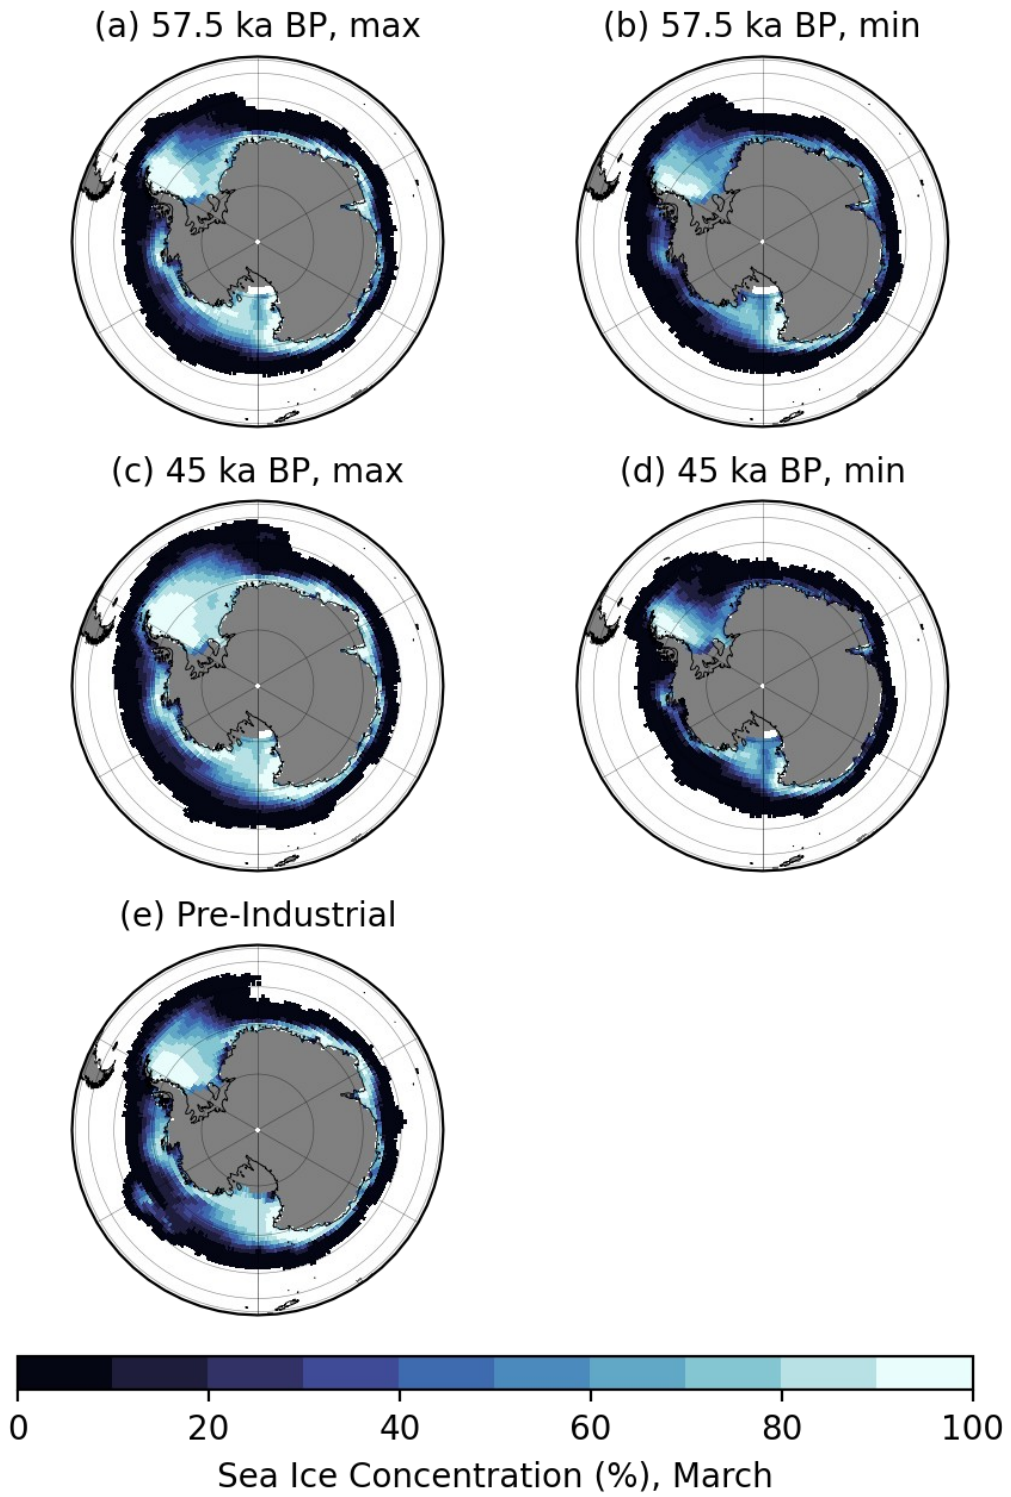 (a) 57.5 ka BP, max
(b) 57.5 ka BP, min
(c) 45 ka BP, max
(d) 45 ka BP, min
(e) Pre-Industrial
0 20 40 60 80 100
Sea Ice Concentration (%), March